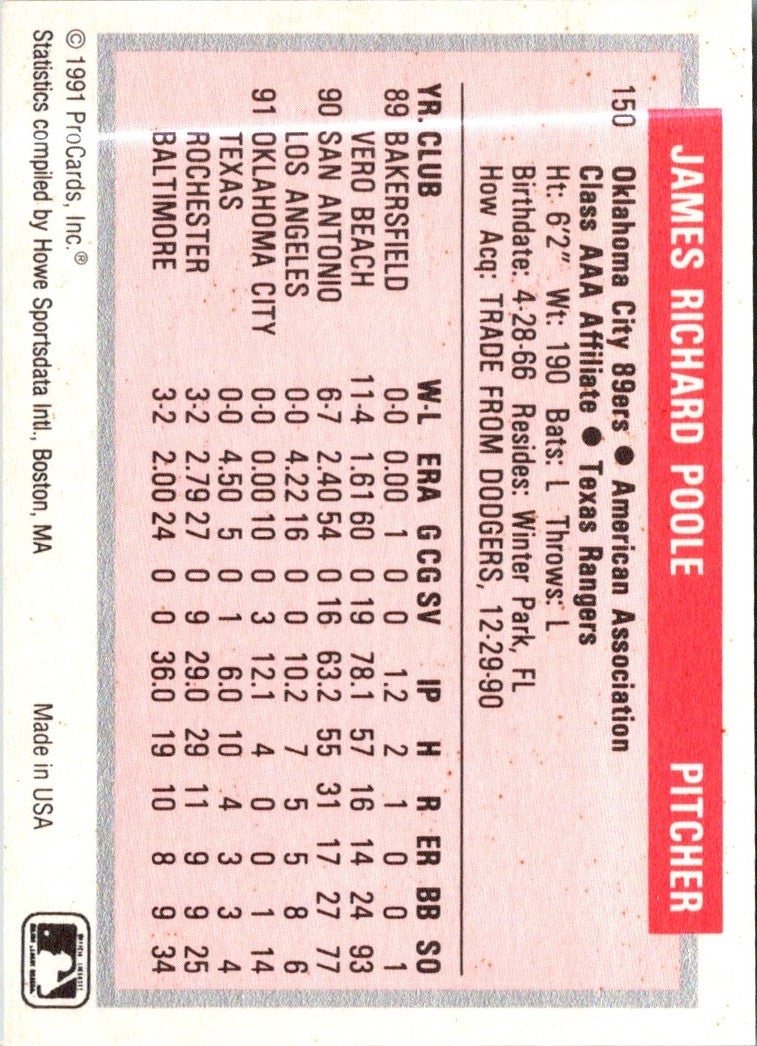 JAMES RICHARD POOLE PITCHER
150 Oklahoma City 89ers ● American Association
Class AAA Affiliate ● Texas Rangers
Ht: 6'2" Wt: 190 Bats: L Throws: L
Birthdate: 4-28-66 Resides: Winter Park, FL
How Acq: TRADE FROM DODGERS, 12-29-90
YR. CLUB W-L ERA G CG SV IP H R ER BB SO
89 BAKERSFIELD 0-0 0.00 1 0 0 1.2 2 1 0 0 1
VERO BEACH 11-4 1.61 60 0 19 78.1 57 16 14 24 93
90 SAN ANTONIO 6-7 2.40 54 0 16 63.2 55 31 17 27 77
LOS ANGELES 0-0 4.22 16 0 0 10.2 7 5 5 8 6
91 OKLAHOMA CITY 0-0 0.00 10 0 3 12.1 4 0 0 1 14
TEXAS 0-0 4.50 5 0 1 6.0 10 4 3 3 4
ROCHESTER 3-2 2.79 27 0 9 29.0 29 11 9 9 25
BALTIMORE 3-2 2.00 24 0 0 36.0 19 10 8 9 34
© 1991 ProCards, Inc.®
Statistics compiled by Howe Sportsdata Intl., Boston, MA Made in USA